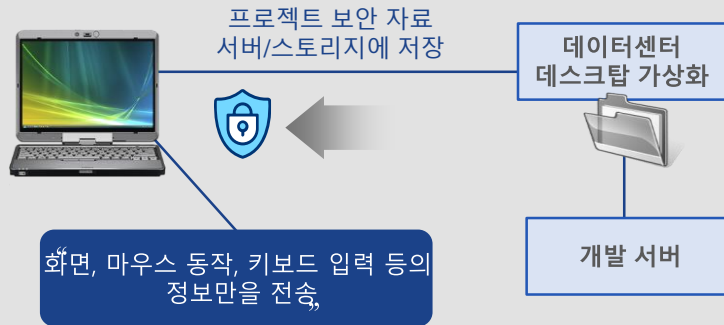 프로젝트 보안 자료
서버/스토리지에 저장
데이터센터
데스크탑 가상화
“화면, 마우스 동작, 키보드 입력 등의
정보만을 전송”
개발 서버